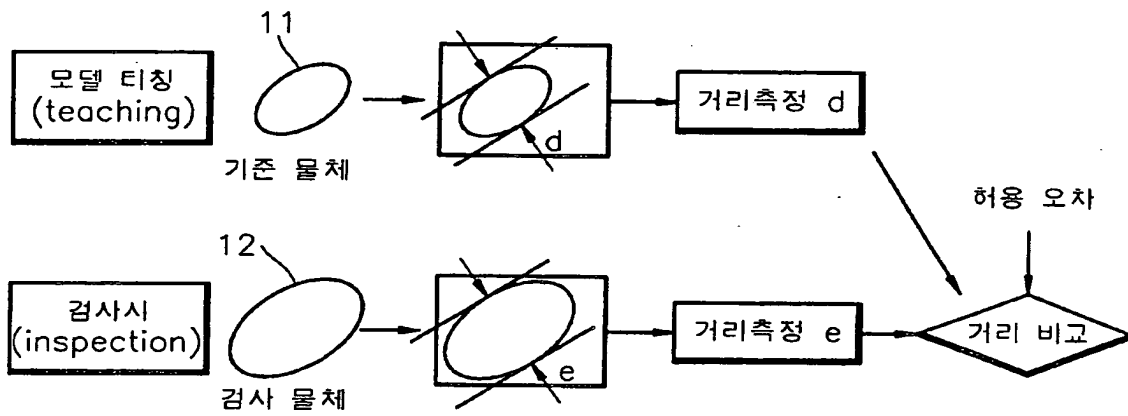 11
모델 티칭
(teaching)
기준 물체
d
거리측정 d
허용 오차
12
검사시
(inspection)
검사 물체
e
거리측정 e
거리 비교